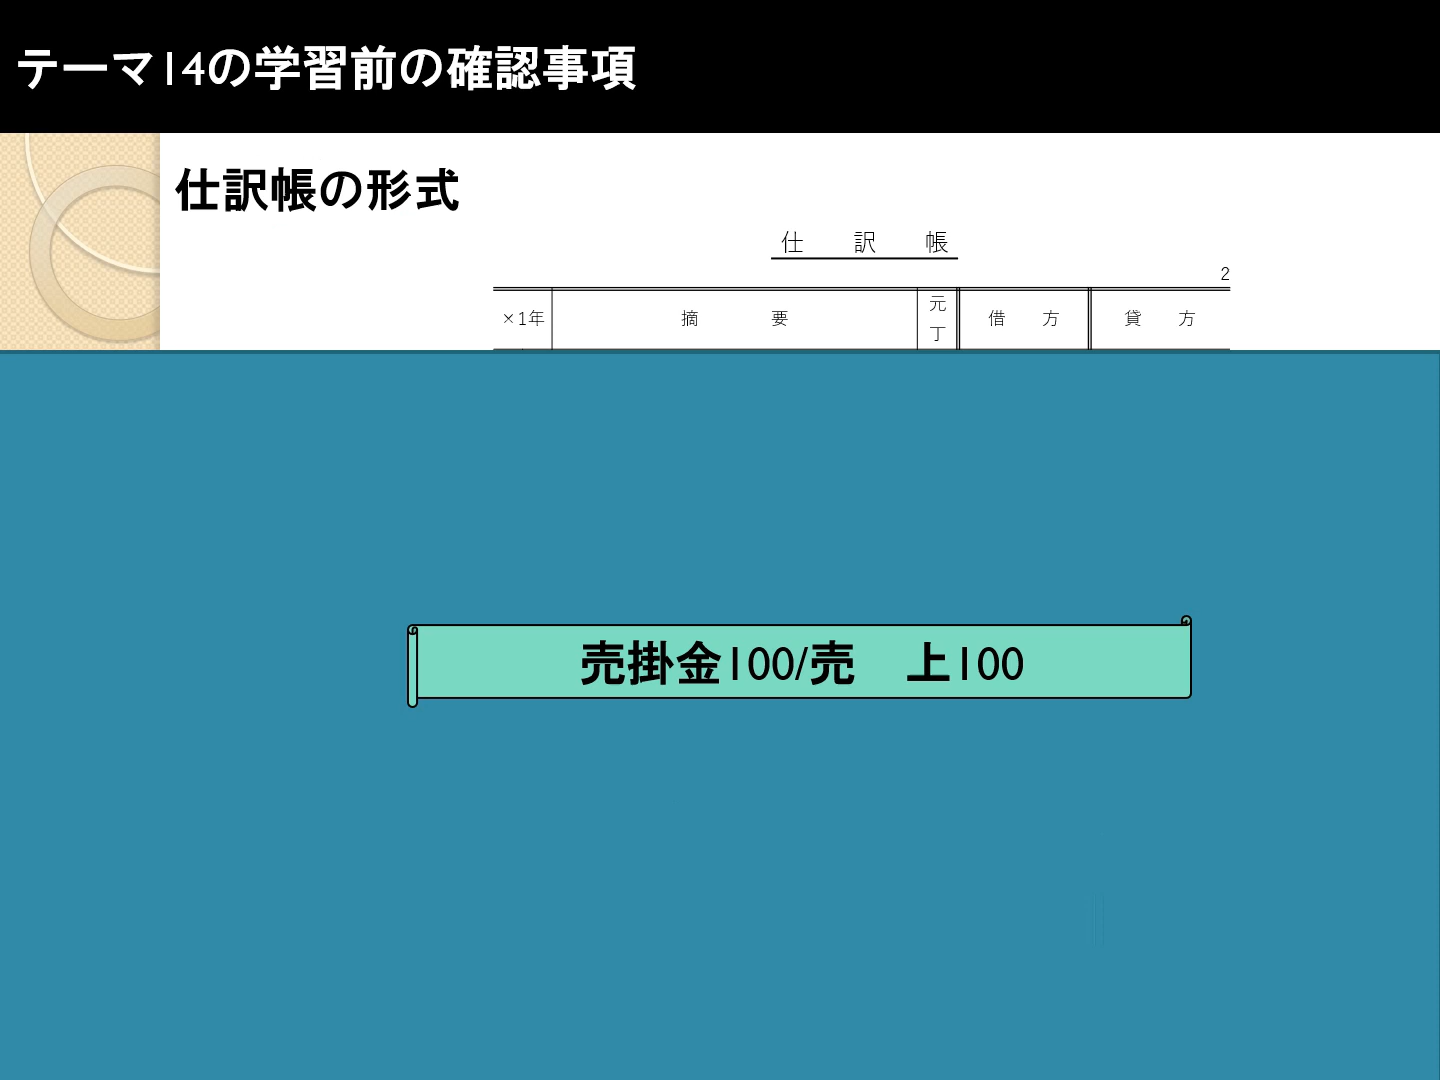 テーマ14の学習前の確認事項
仕訳帳の形式
仕　訳　帳
2
×1年　摘　要　元丁　借　方　貸　方
売掛金100/売　上100